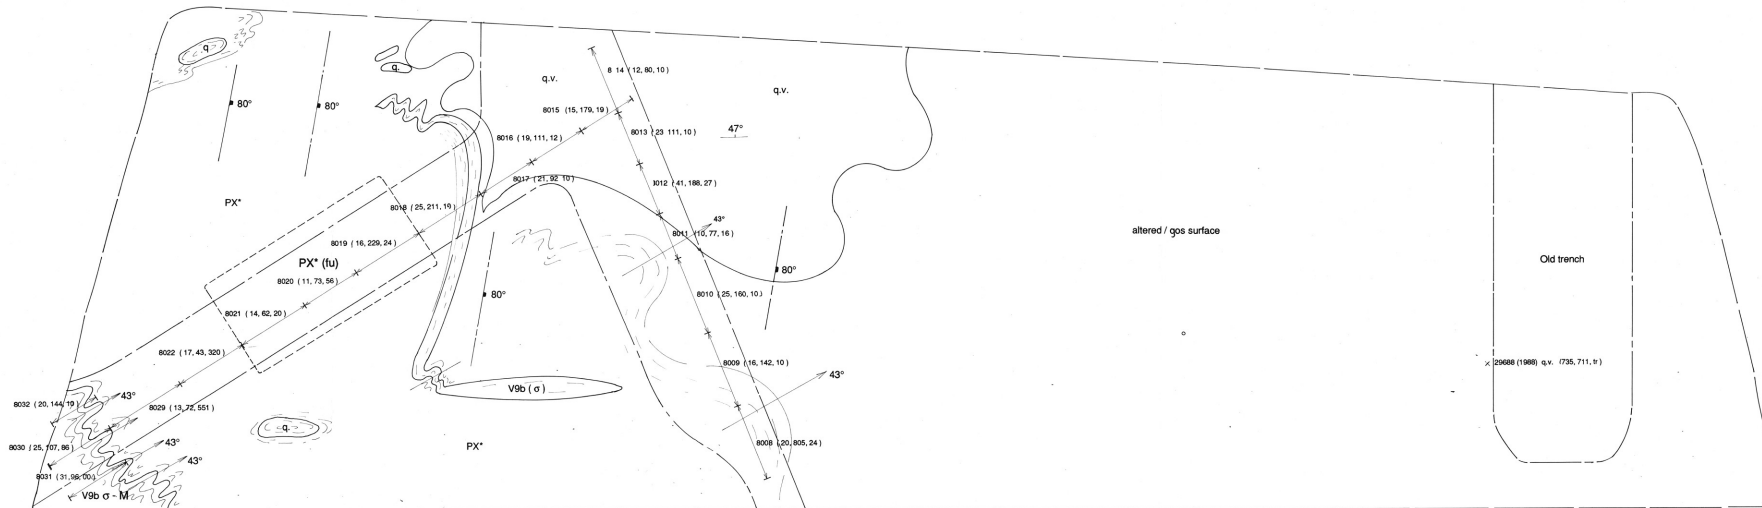 q
8 14 (12, 80, 10)
q.
q.v.
q.v.
80°
80°
8015 (15, 179, 19)
8016 (19, 111, 12)
8013 (23 111, 10)
47°
8017 (21, 92 10)
8012 (41, 188, 27)
PX*
8018 (25, 211, 19)
43°
8011 (10, 77, 16)
altered / gos surface
8019 (16, 229, 24)
PX* (fu)
80°
Old trench
8020 (11, 73, 56)
80°
8010 (25, 160, 10)
8021 (14, 62, 20)
8022 (17, 43, 320)
8009 (16, 142, 10)
29688 (1988) q.v. (735, 711, tr)
43°
V9b (σ)
43°
8032 (20, 144, 19)
8029 (13, 72, 551)
q.
43°
PX*
8008 (20, 805, 24)
8030 (25, 107, 86)
43°
8031 (31, 96,
V9b σ - M